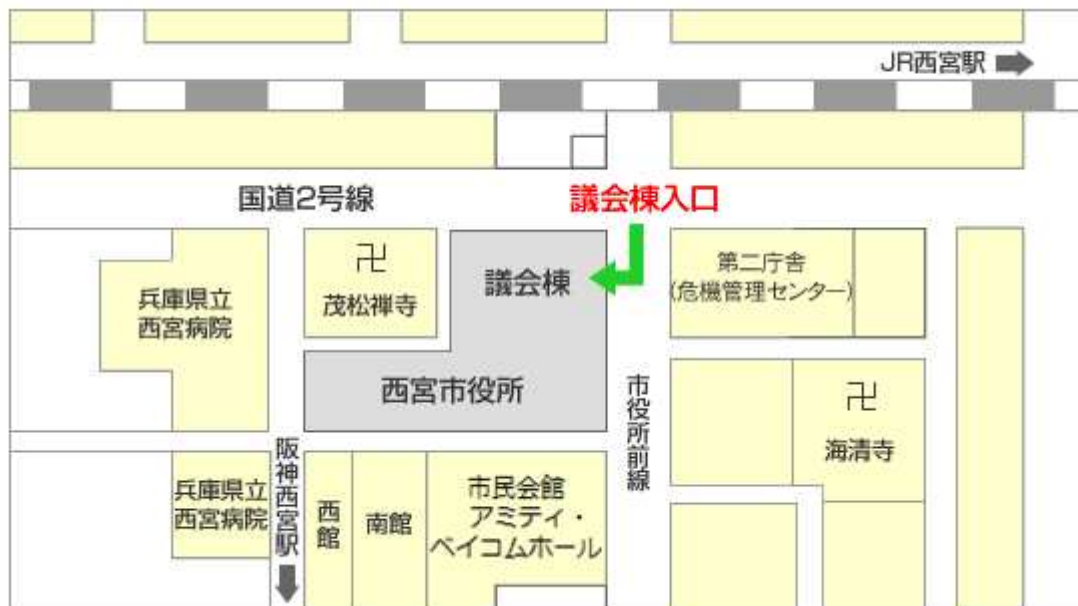 JR西宮駅
国道2号線
議会棟入口
卍
茂松禅寺
議会棟
第二庁舎
(危機管理センター)
兵庫県立
西宮病院
西宮市役所
市役所前線
卍
海清寺
阪神西宮駅
兵庫県立
西宮病院
西館
南館
市民会館
アミティ・
ベイコムホール